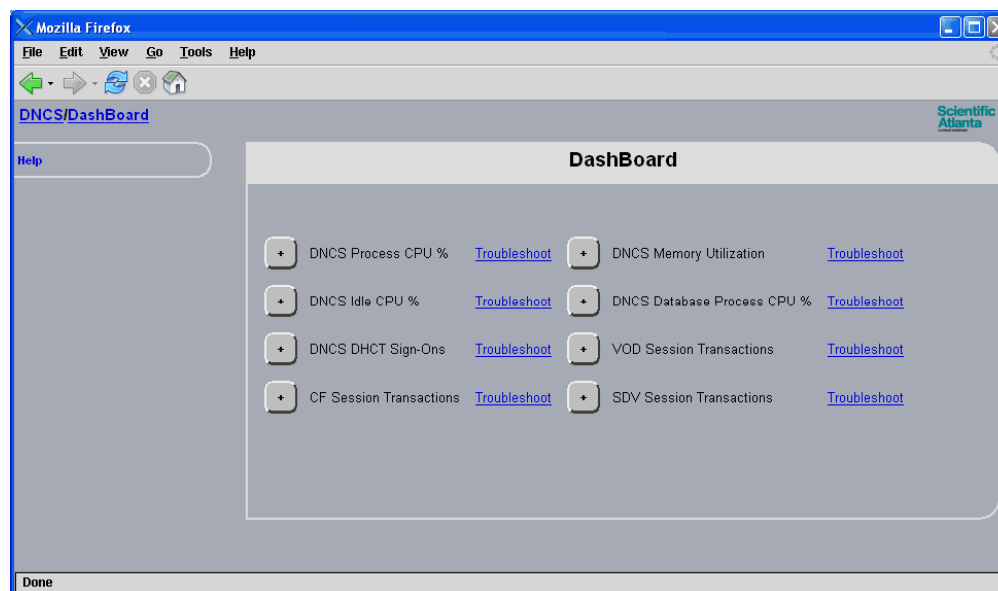 Mozilla Firefox
File Edit View Go Tools Help
DNCS/DashBoard
Scientific
Atlanta
Help
DashBoard
+ DNCS Process CPU % Troubleshoot + DNCS Memory Utilization Troubleshoot
+ DNCS Idle CPU % Troubleshoot + DNCS Database Process CPU % Troubleshoot
+ DNCS DHCT Sign-Ons Troubleshoot + VOD Session Transactions Troubleshoot
+ CF Session Transactions Troubleshoot + SDV Session Transactions Troubleshoot
Done